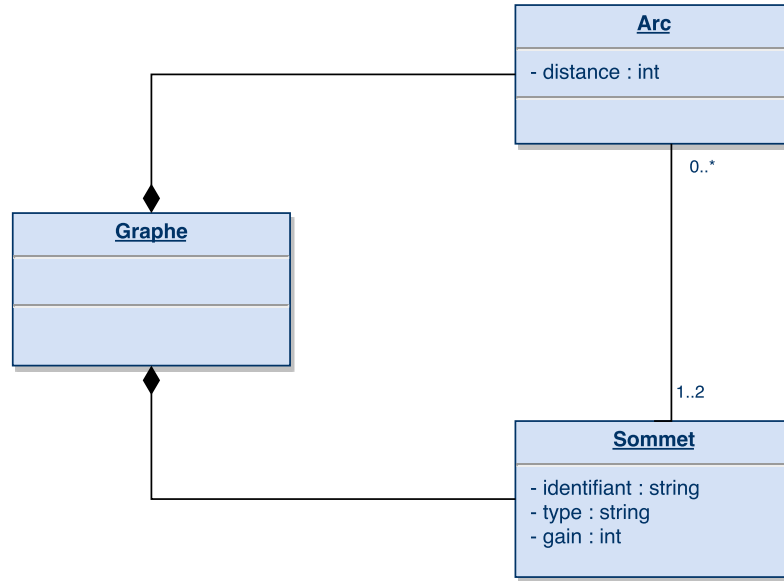 Arc
- distance : int
0..*
Graphe
1..2
Sommet
- identifiant : string
- type : string
- gain : int